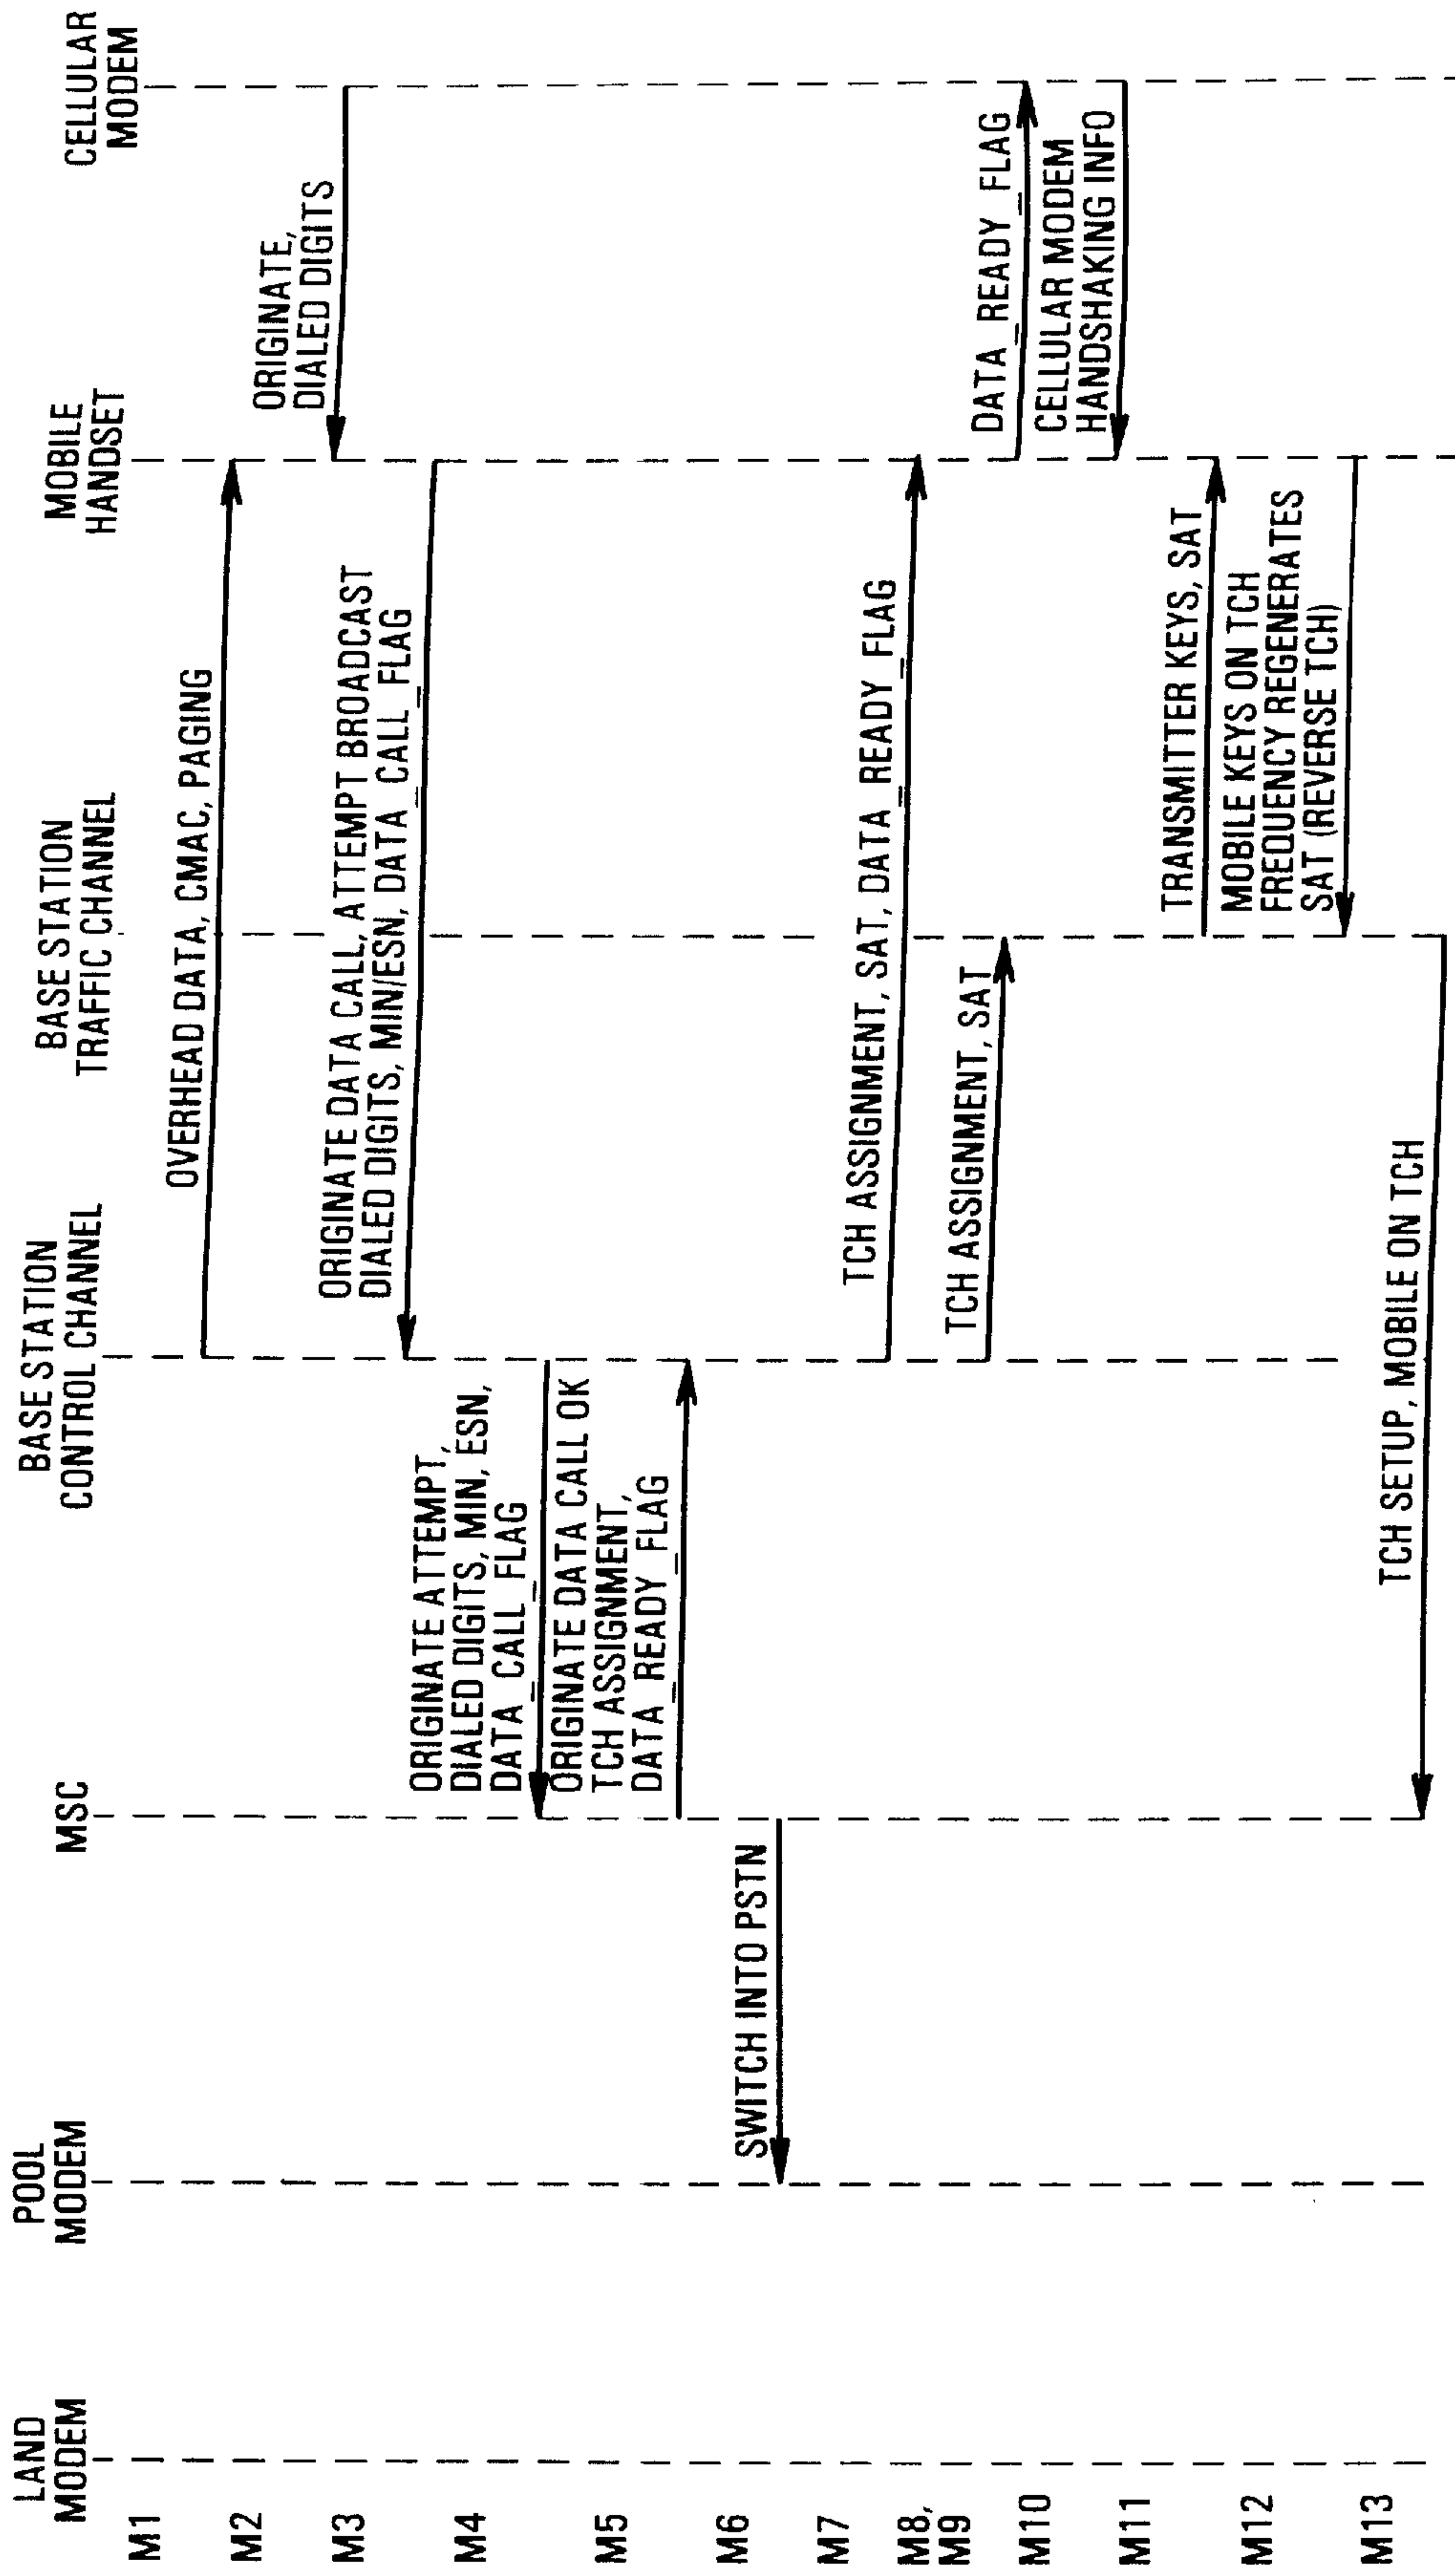 LAND
MODEM
POOL
MODEM
MSC
BASE STATION
CONTROL CHANNEL
BASE STATION
TRAFFIC CHANNEL
MOBILE
HANDSET
CELLULAR
MODEM
M1
OVERHEAD DATA, CMAC, PAGING
M2
ORIGINATE,
DIALED DIGITS
M3
ORIGINATE DATA CALL, ATTEMPT BROADCAST
DIALED DIGITS, MIN/ESN, DATA_CALL_FLAG
M4
ORIGINATE ATTEMPT,
DIALED DIGITS, MIN, ESN,
DATA_CALL_FLAG
M5
ORIGINATE DATA CALL OK
TCH ASSIGNMENT,
DATA_READY_FLAG
M6
SWITCH INTO PSTN
M7
TCH ASSIGNMENT, SAT, DATA_READY_FLAG
M8,
M9
TCH ASSIGNMENT, SAT
DATA_READY_FLAG
M10
CELLULAR MODEM
HANDSHAKING INFO
M11
TRANSMITTER KEYS, SAT
M12
MOBILE KEYS ON TCH
FREQUENCY REGENERATES
SAT (REVERSE TCH)
M13
TCH SETUP, MOBILE ON TCH